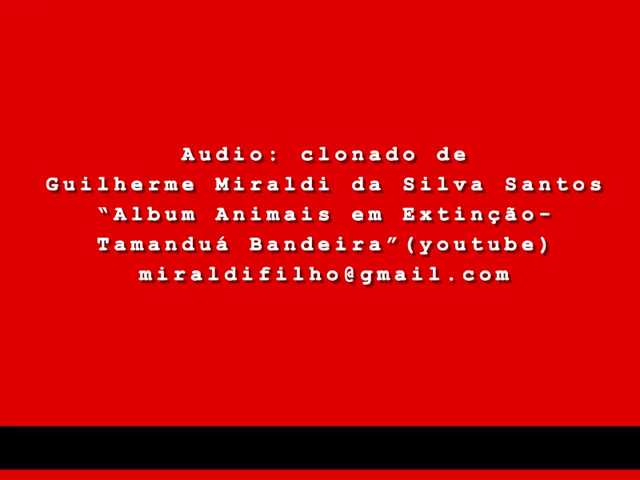 Audio: clonado de
Guilherme Miraldi da Silva Santos
“Album Animais em Extinção-
Tamanduá Bandeira”(youtube)
miraldifilho@gmail.com